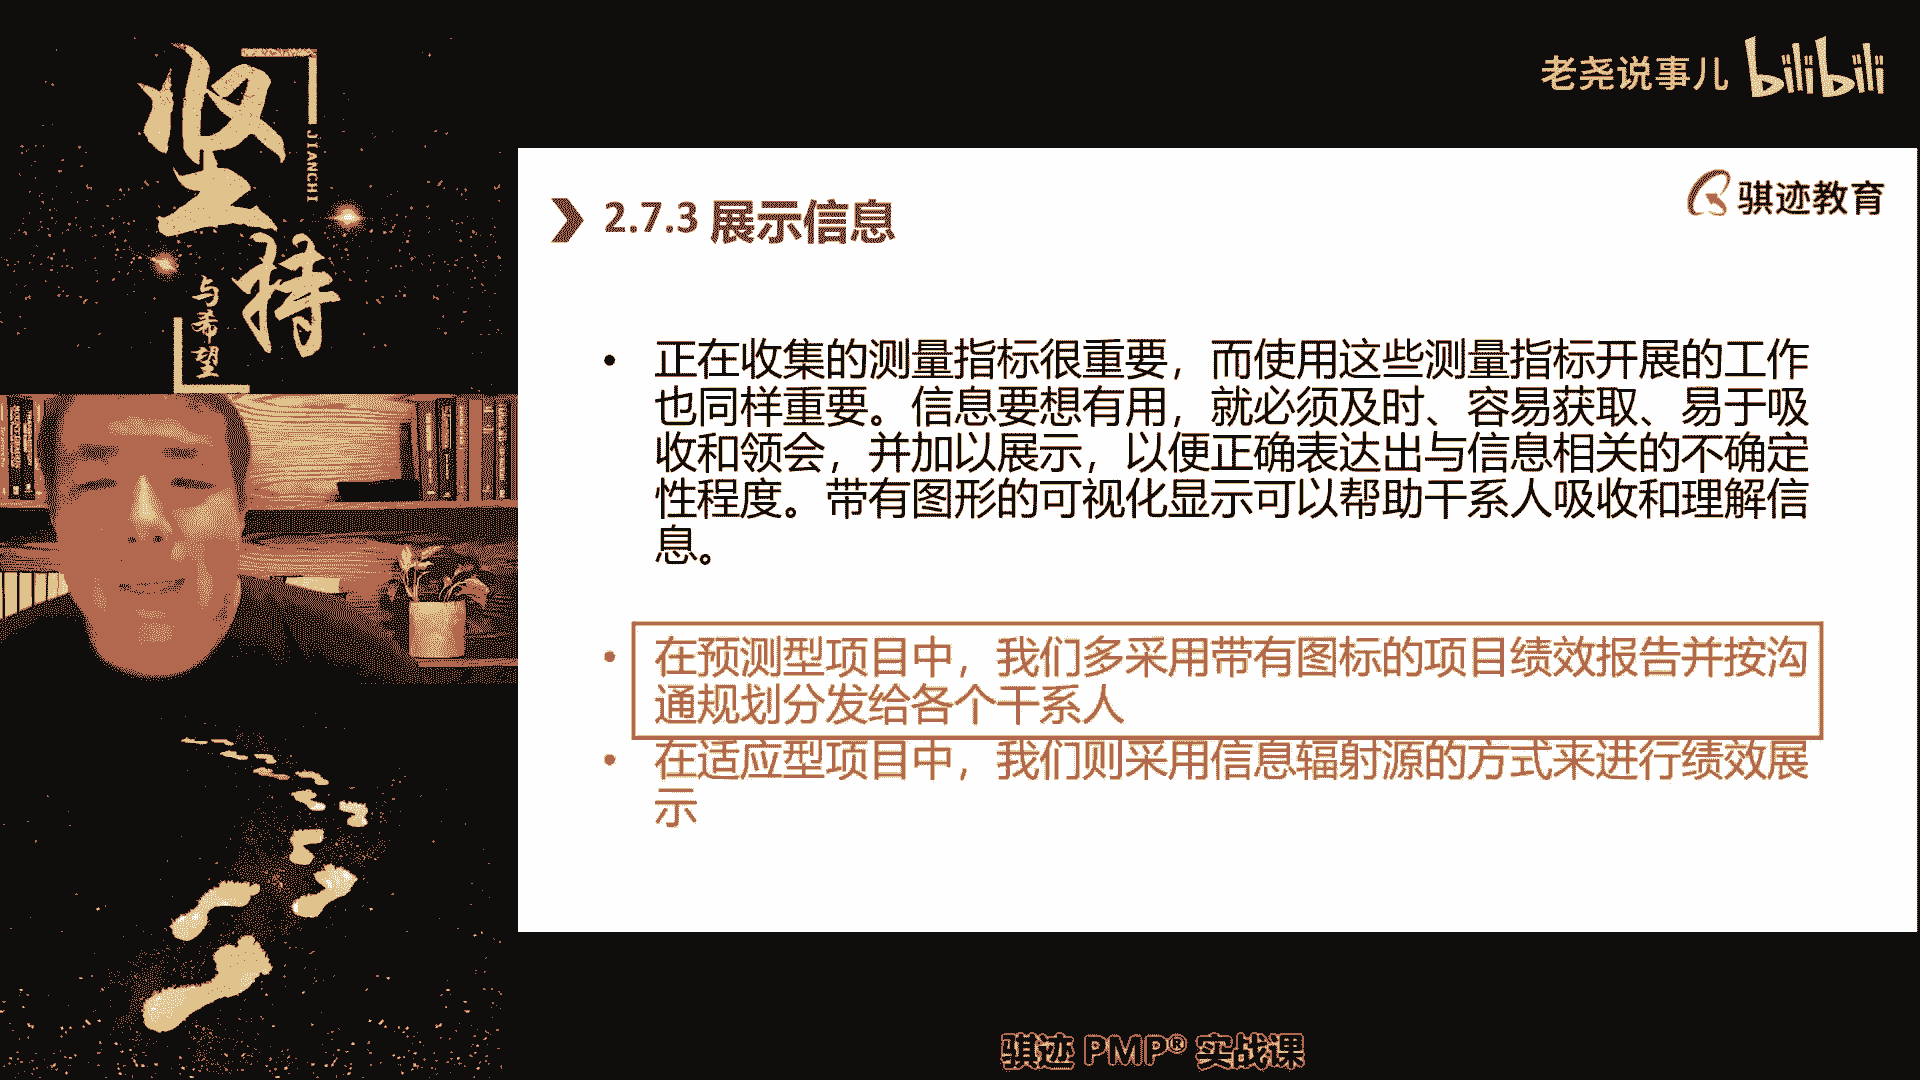 坚持
JIANCHI
与希望
老尧说事儿 bilibili
骐迹教育
2.7.3 展示信息
• 正在收集的测量指标很重要，而使用这些测量指标开展的工作
也同样重要。信息要想有用，就必须及时、容易获取、易于吸
收和领会，并加以展示，以便正确表达出与信息相关的不确定
性程度。带有图形的可视化显示可以帮助干系人吸收和理解信
息。
• 在预测型项目中，我们多采用带有图标的项目绩效报告并按沟
通规划分发给各个干系人
• 在适应型项目中，我们则采用信息辐射源的方式来进行绩效展
示
骐迹 PMP® 实战课